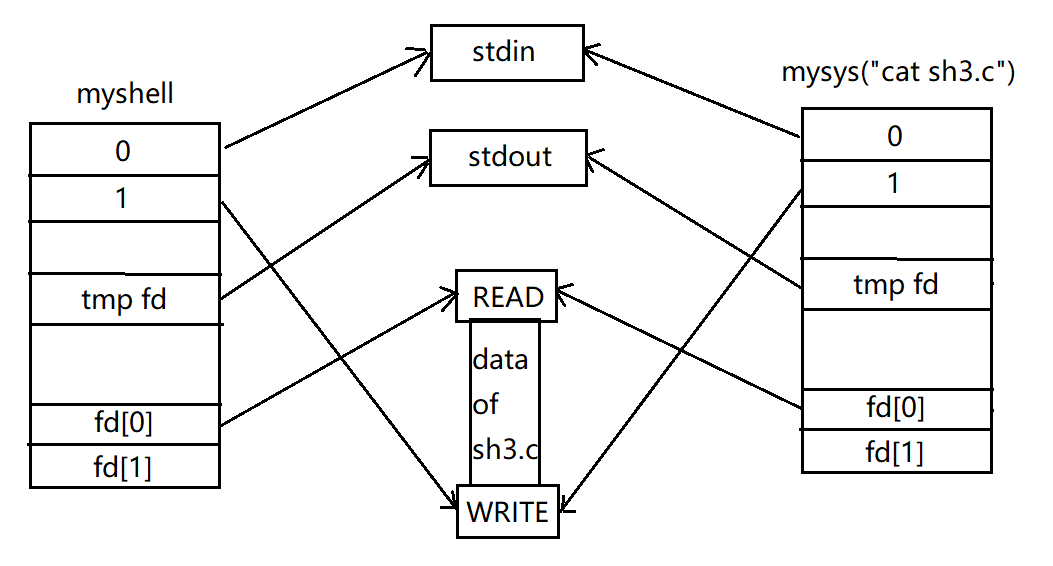 myshell
0
1
tmp fd
fd[0]
fd[1]
stdin
stdout
READ
data
of
sh3.c
WRITE
mysys("cat sh3.c")
0
1
tmp fd
fd[0]
fd[1]